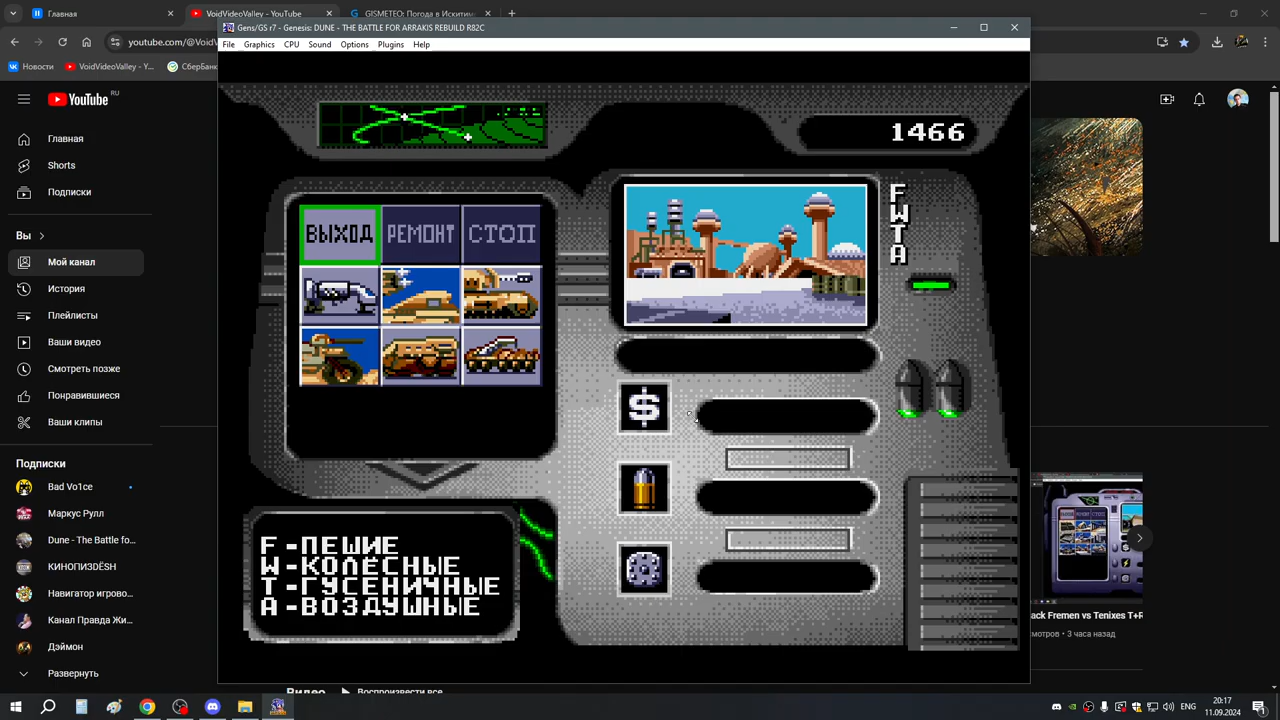 Главная
VoidVideoValley - YouTube
GISMETEO: Погода в Искитим
Gens/GS r7 - Genesis: DUNE - THE BATTLE FOR ARRAKIS REBUILD R82C
File Graphics CPU Sound Options Plugins Help
youtube.com/@VoidV
Новости
VoidVideoValley - Y...
СберБанк
YouTube RU
1466
Главная
Shorts
Подписки
Вы
Мой канал
История
Плейлисты
Ваши видео
Смотреть позже
Понравившиеся
Ваши клипы
Подписки
Bad Vo1ce
Маркус Рулл
Dune - The Battle fo...
КИНОПИЗDЕSН
Навигатор игрово...
Канал Правда Жи...
Дэймон
Развернуть
ВЫХОД РЕМОНТ СТОП
F
W
T
A
$
F -ПЕШИЕ
W-КОЛЕСНЫЕ
T -ГУСЕНИЧНЫЕ
A -ВОЗДУШНЫЕ
ack Fremen vs Tenixes T+R
мотров • 3 часа назад
Видео
Воспроизвести все
ENG
20:17
11.09.2024